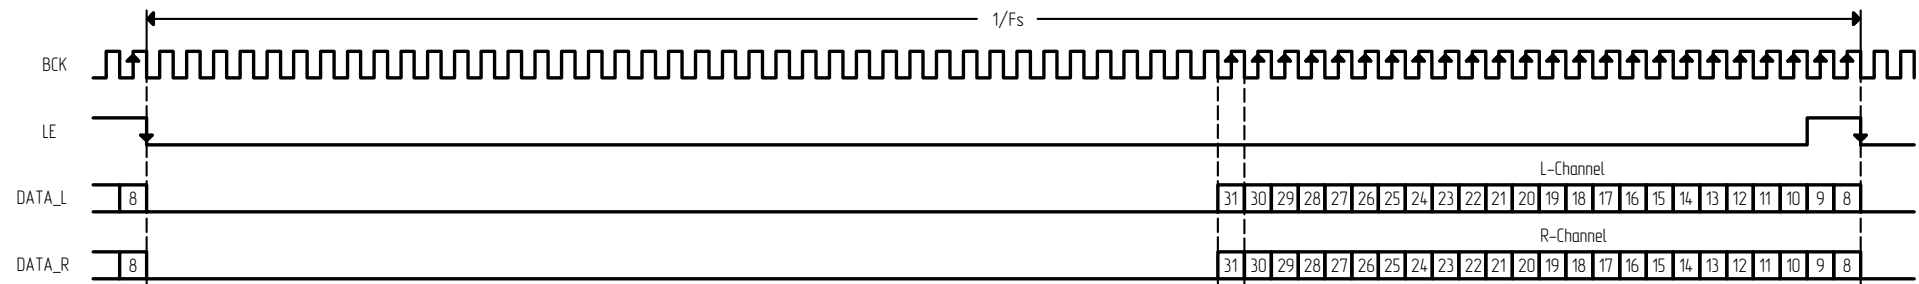 1/Fs
BCK
LE
L-Channel
DATA_L 8 31 30 29 28 27 26 25 24 23 22 21 20 19 18 17 16 15 14 13 12 11 10 9 8
R-Channel
DATA_R 8 31 30 29 28 27 26 25 24 23 22 21 20 19 18 17 16 15 14 13 12 11 10 9 8